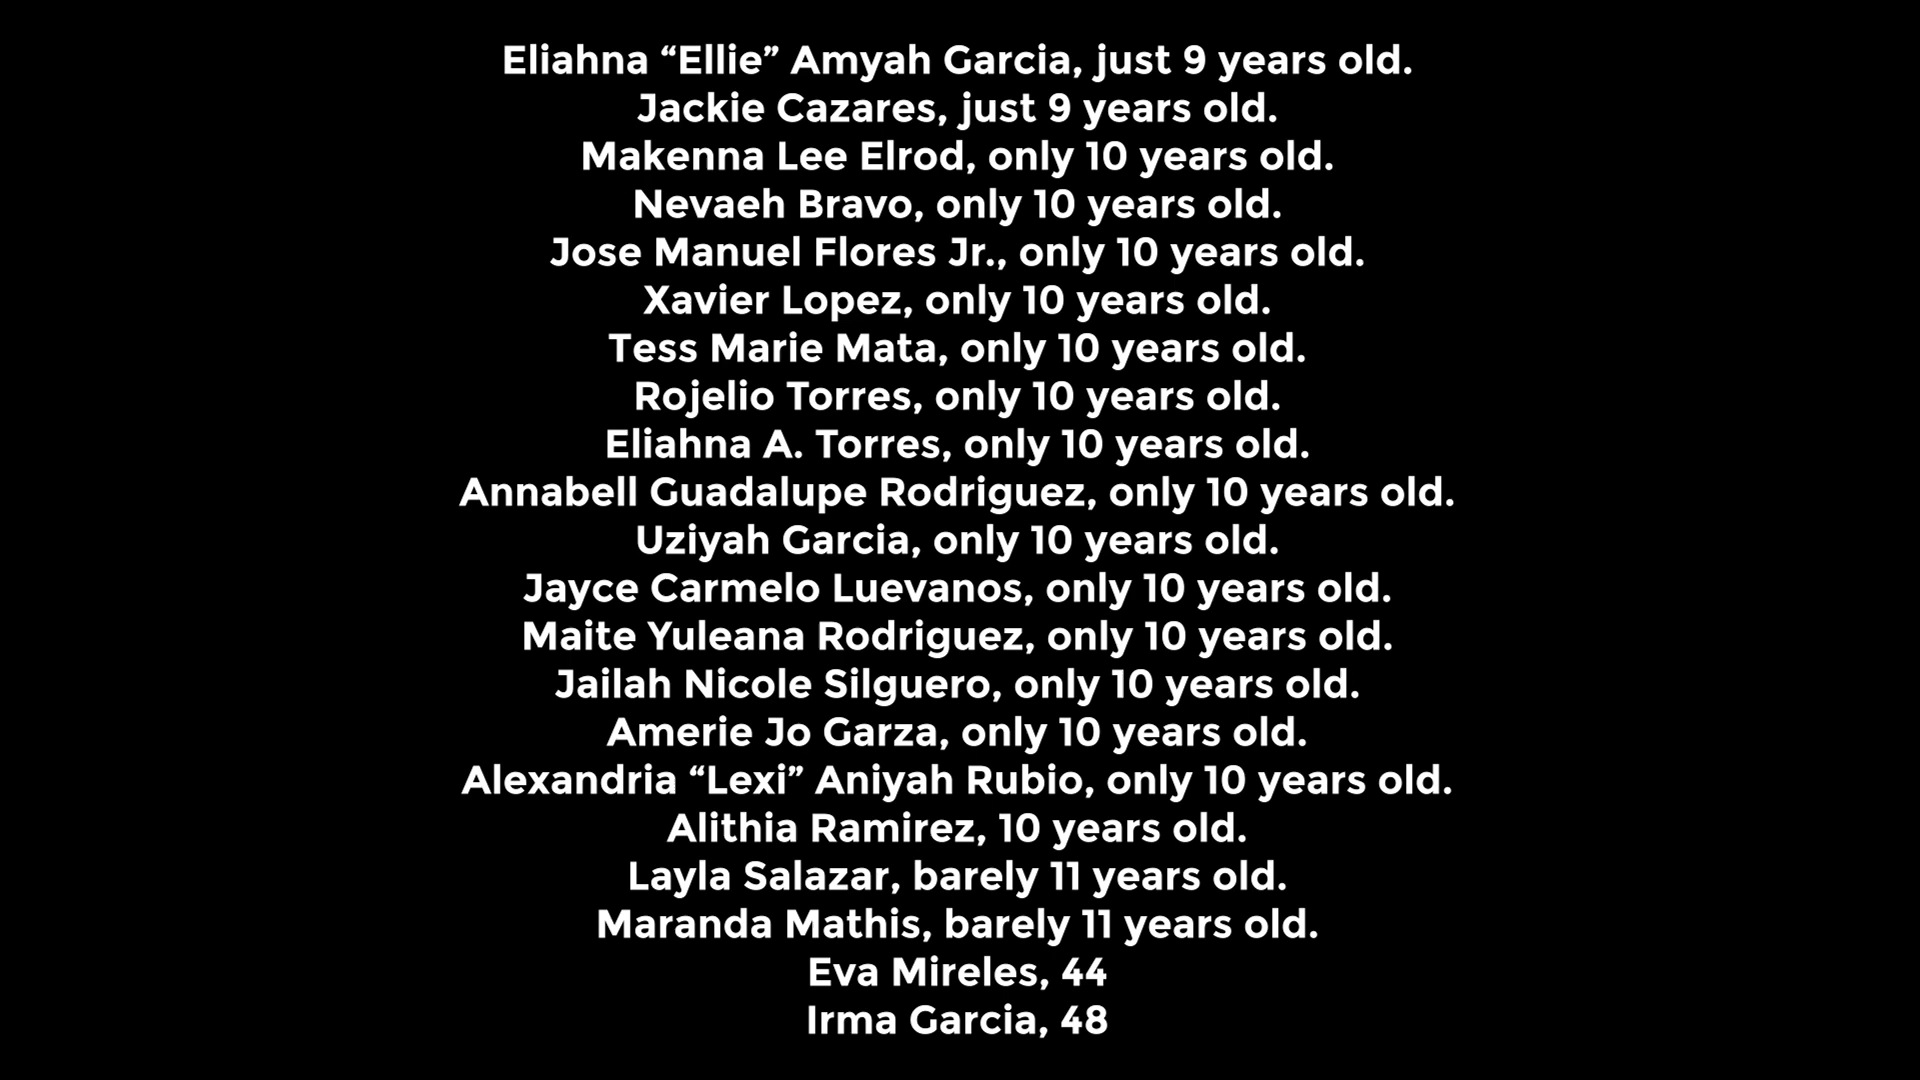 Eliahna “Ellie” Amyah Garcia, just 9 years old.
Jackie Cazares, just 9 years old.
Makenna Lee Elrod, only 10 years old.
Nevaeh Bravo, only 10 years old.
Jose Manuel Flores Jr., only 10 years old.
Xavier Lopez, only 10 years old.
Tess Marie Mata, only 10 years old.
Rojelio Torres, only 10 years old.
Eliahna A. Torres, only 10 years old.
Annabell Guadalupe Rodriguez, only 10 years old.
Uziyah Garcia, only 10 years old.
Jayce Carmelo Luevanos, only 10 years old.
Maite Yuleana Rodriguez, only 10 years old.
Jailah Nicole Silguero, only 10 years old.
Amerie Jo Garza, only 10 years old.
Alexandria “Lexi” Aniyah Rubio, only 10 years old.
Alithia Ramirez, 10 years old.
Layla Salazar, barely 11 years old.
Maranda Mathis, barely 11 years old.
Eva Mireles, 44
Irma Garcia, 48